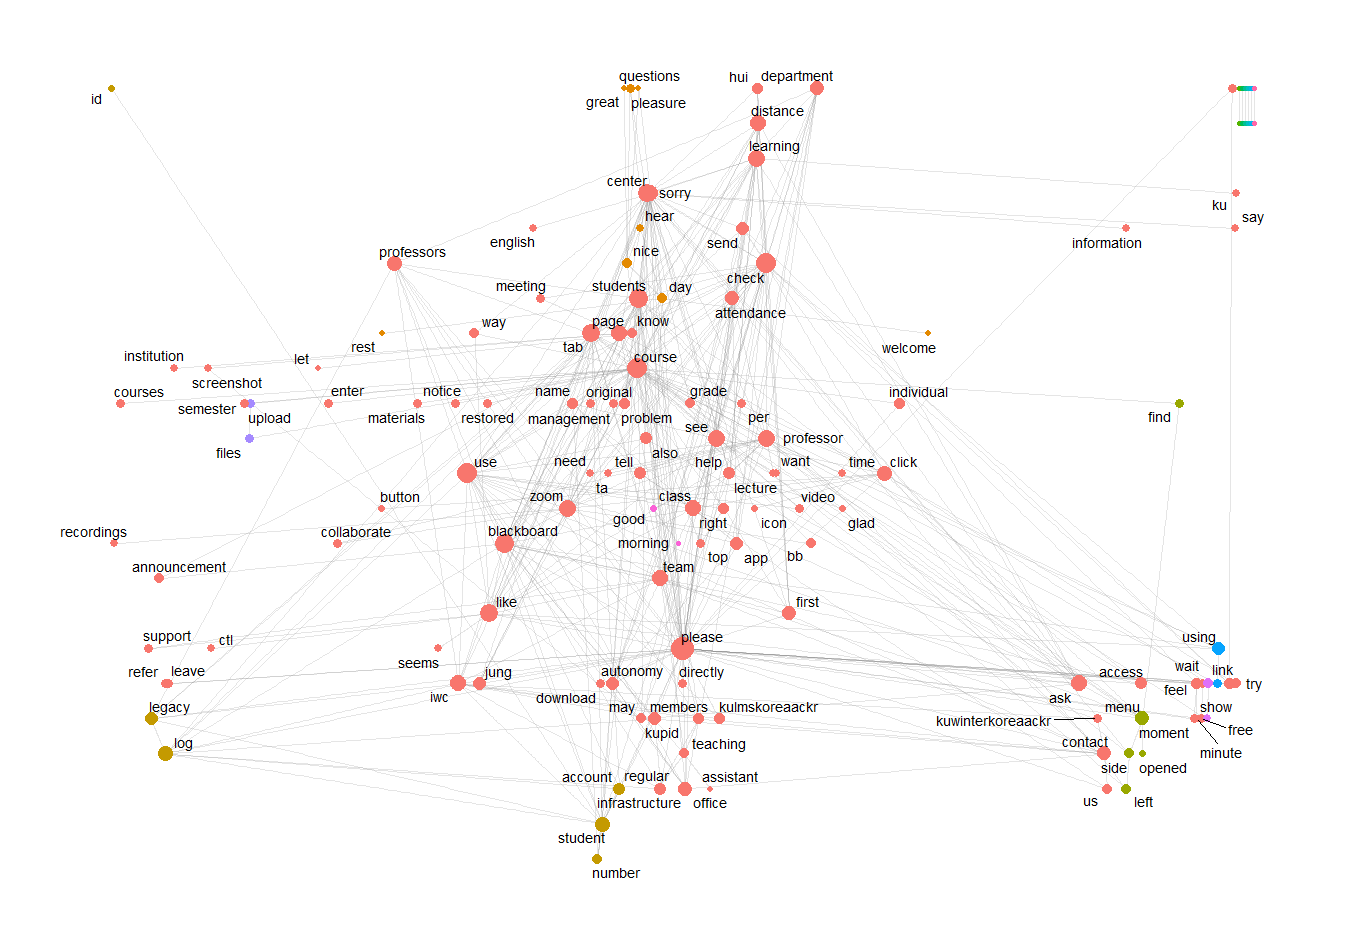 questions
hui department
id
great pleasure
distance
learning
center
sorry
ku
hear
say
english
send
information
professors
nice
check
meeting
students
day
attendance
way
page
know
rest
tab
welcome
institution
let
course
screenshot
courses
enter
notice
name
original
grade
individual
semester
upload
materials
restored
management
problem
per
find
see
professor
files
also
use
need
tell
help
want
time
click
ta
lecture
button
zoom
class
video
good
right
icon
glad
recordings
collaborate
blackboard
morning
top
app
bb
announcement
team
like
first
support
ctl
please
using
seems
refer
leave
jung
autonomy
directly
access
wait
link
iwc
download
ask
feel
try
legacy
may
members
kulmskoreaackr
kuwinterkoreaackr
menu
show
kupid
moment
free
log
teaching
contact
minute
account
regular
assistant
side
opened
infrastructure
office
us
left
student
number